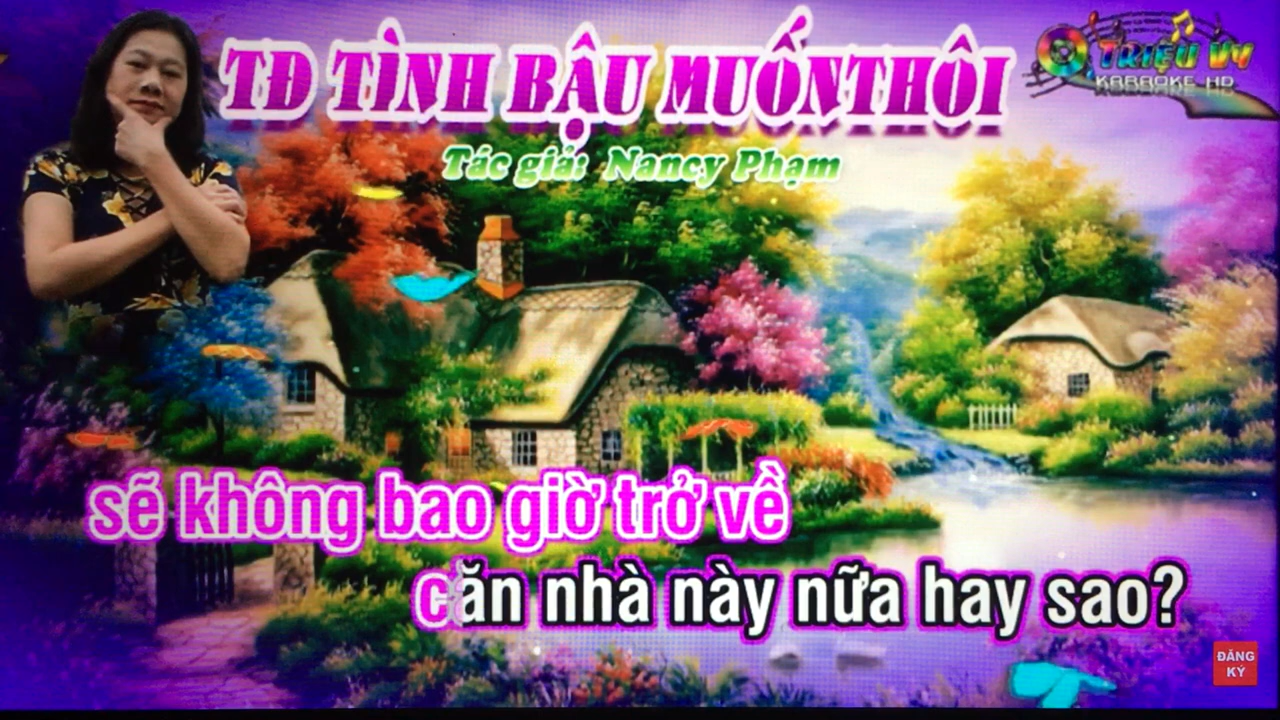 TĐ TÌNH BẬU MUỐNTHÔI
TRIỆU VY
KARAOKE HD
Tác giả: Nancy Phạm
sẽ không bao giờ trở về
căn nhà này nữa hay sao?
ĐĂNG
KÝ